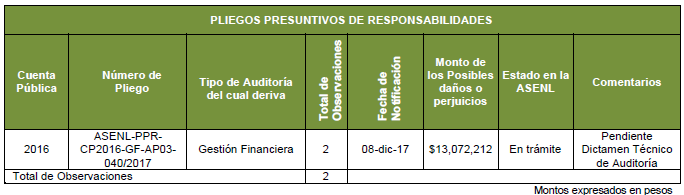 PLIEGOS PRESUNTIVOS DE RESPONSABILIDADES
Cuenta
Pública
Número de
Pliego
Tipo de Auditoría
del cual deriva
Total de
Observaciones
Fecha de
Notificación
Monto de
los Posibles
daños o
perjuicios
Estado en la
ASENL
Comentarios
2016
ASENL-PPR-
CP2016-GF-AP03-
040/2017
Gestión Financiera
2
08-dic-17
$13,072,212
En trámite
Pendiente
Dictamen Técnico
de Auditoría
Total de Observaciones
2
Montos expresados en pesos